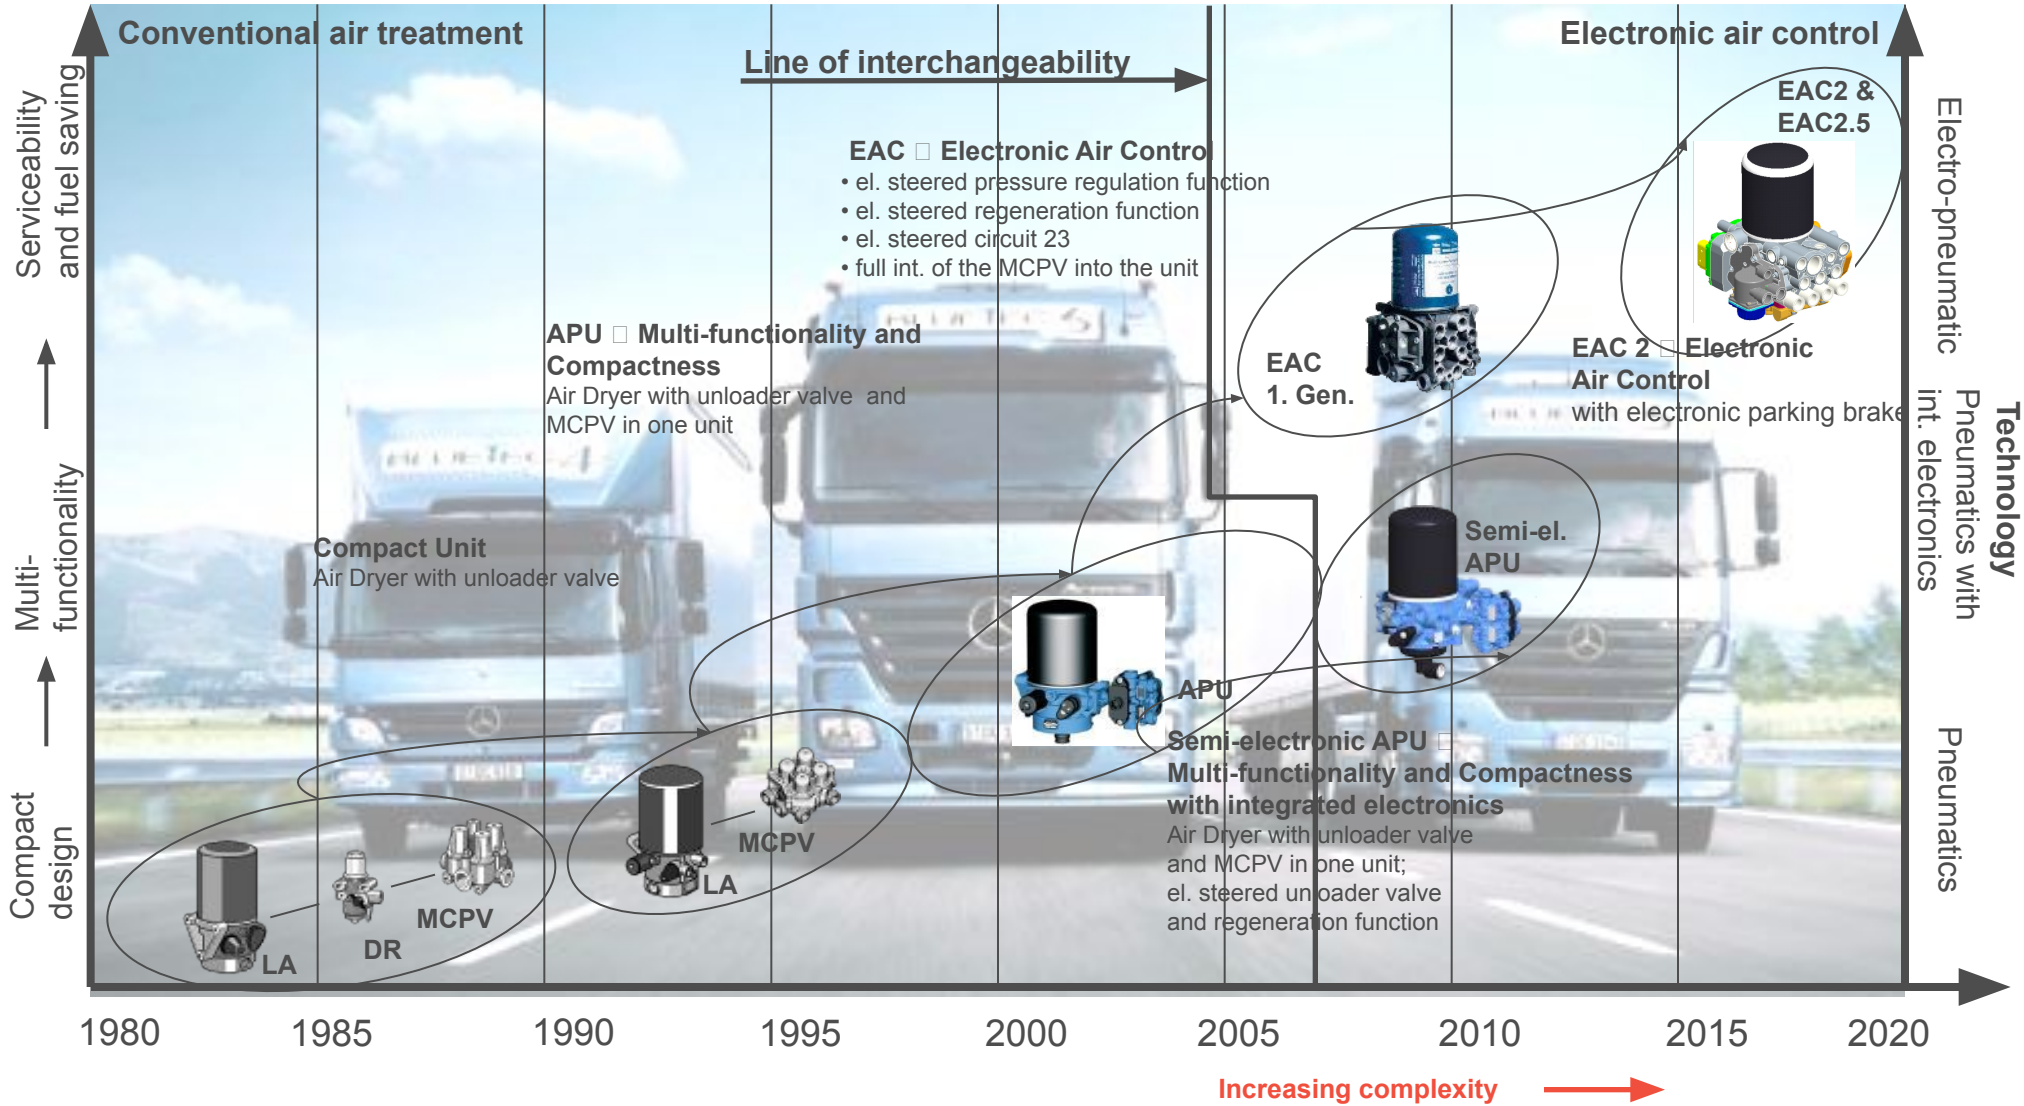 Conventional air treatment
Electronic air control
Line of interchangeability
EAC2 &
EAC2.5
EAC □ Electronic Air Control
• el. steered pressure regulation function
• el. steered regeneration function
• el. steered circuit 23
• full int. of the MCPV into the unit
APU □ Multi-functionality and
Compactness
Air Dryer with unloader valve and
MCPV in one unit
EAC
1. Gen.
EAC 2 □ Electronic
Air Control
with electronic parking brake
Compact Unit
Air Dryer with unloader valve
Semi-el.
APU
APU
Semi-electronic APU □
Multi-functionality and Compactness
with integrated electronics
Air Dryer with unloader valve
and MCPV in one unit;
el. steered unloader valve
and regeneration function
MCPV
LA
MCPV
DR
LA
Serviceability
and fuel saving
Multi-
functionality
Compact
design
Electro-pneumatic
Pneumatics with
int. electronics
Pneumatics
Technology
1980 1985 1990 1995 2000 2005 2010 2015 2020
Increasing complexity